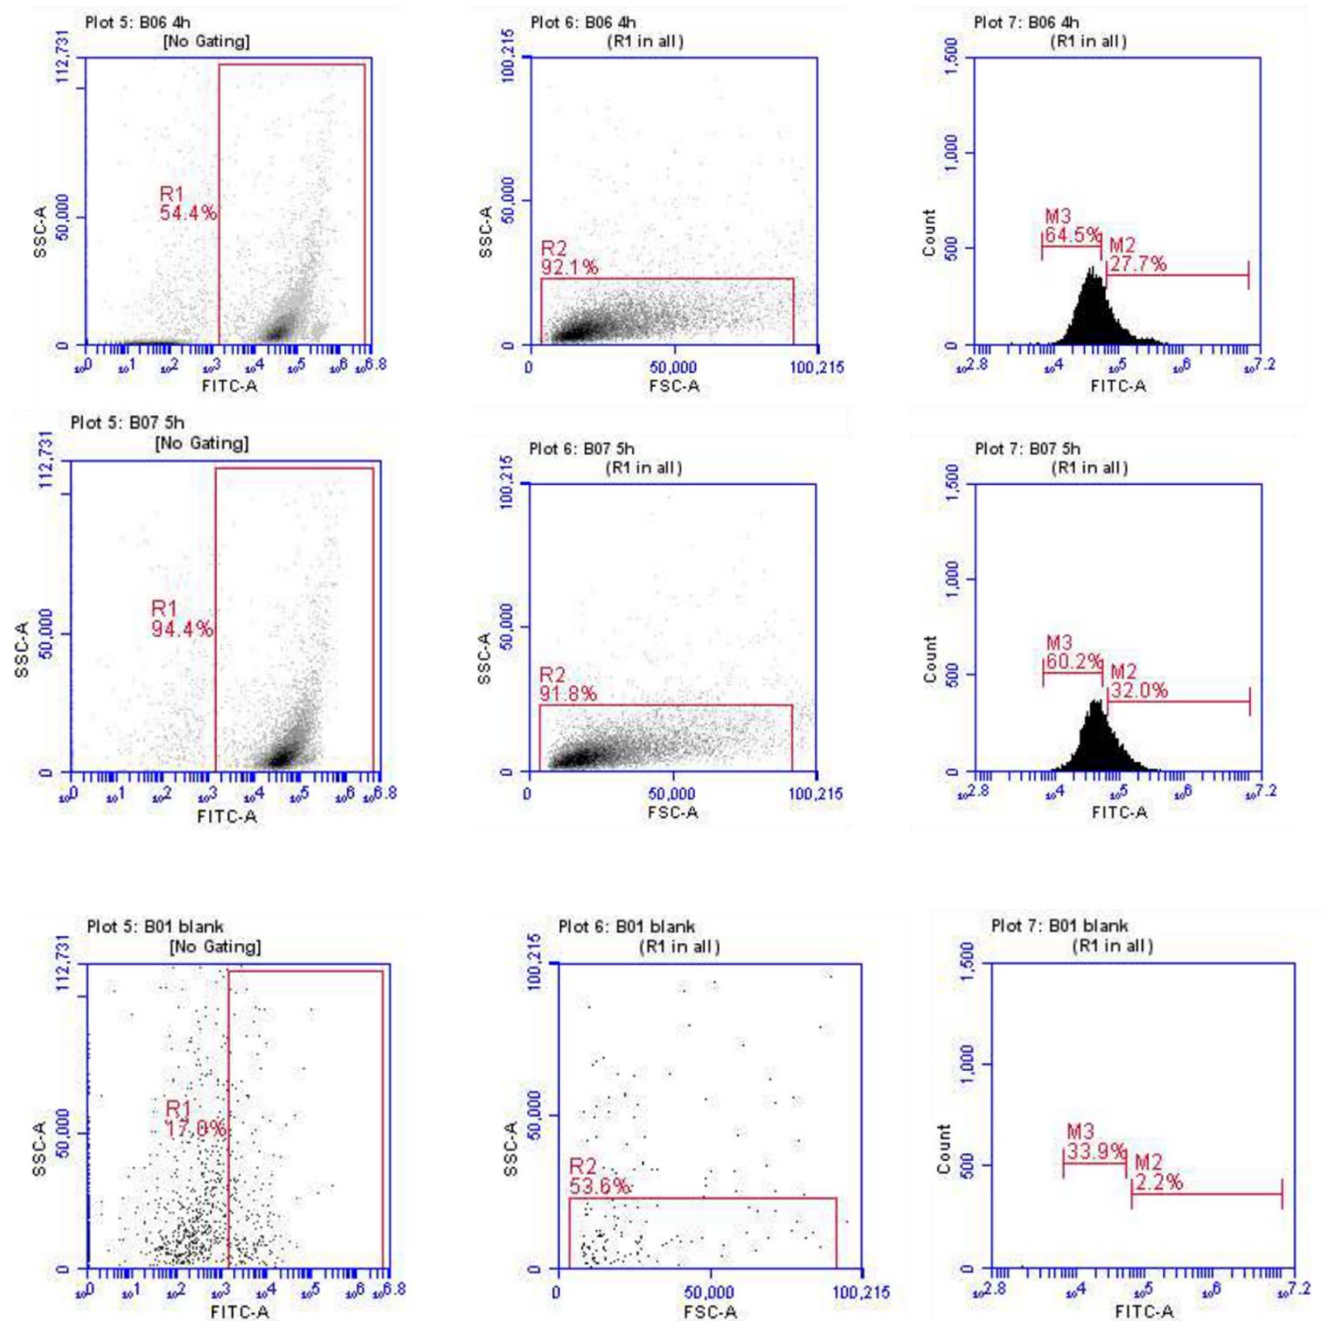 Plot 5: B06 4h
[No Gating]
112,731
50,000
0
SSC-A
R1
54.4%
10^0
10^1
10^2
10^3
10^4
10^5
10^6.8
FITC-A
Plot 6: B06 4h
(R1 in all)
100,215
50,000
0
SSC-A
R2
92.1%
0
50,000
100,215
FSC-A
Plot 7: B06 4h
(R1 in all)
1,500
1,000
500
0
Count
M3
64.5%
M2
27.7%
10^2.8
10^4
10^5
10^6
10^7.2
FITC-A
Plot 5: B07 5h
[No Gating]
112,731
50,000
0
SSC-A
R1
94.4%
10^0
10^1
10^2
10^3
10^4
10^5
10^6.8
FITC-A
Plot 6: B07 5h
(R1 in all)
100,215
50,000
0
SSC-A
R2
91.8%
0
50,000
100,215
FSC-A
Plot 7: B07 5h
(R1 in all)
1,500
1,000
500
0
Count
M3
60.2%
M2
32.0%
10^2.8
10^4
10^5
10^6
10^7.2
FITC-A
Plot 5: B01 blank
[No Gating]
112,731
50,000
0
SSC-A
R1
17.0%
10^0
10^1
10^2
10^3
10^4
10^5
10^6.8
FITC-A
Plot 6: B01 blank
(R1 in all)
100,215
50,000
0
SSC-A
R2
53.6%
0
50,000
100,215
FSC-A
Plot 7: B01 blank
(R1 in all)
1,500
1,000
500
0
Count
M3
33.9%
M2
2.2%
10^2.8
10^4
10^5
10^6
10^7.2
FITC-A